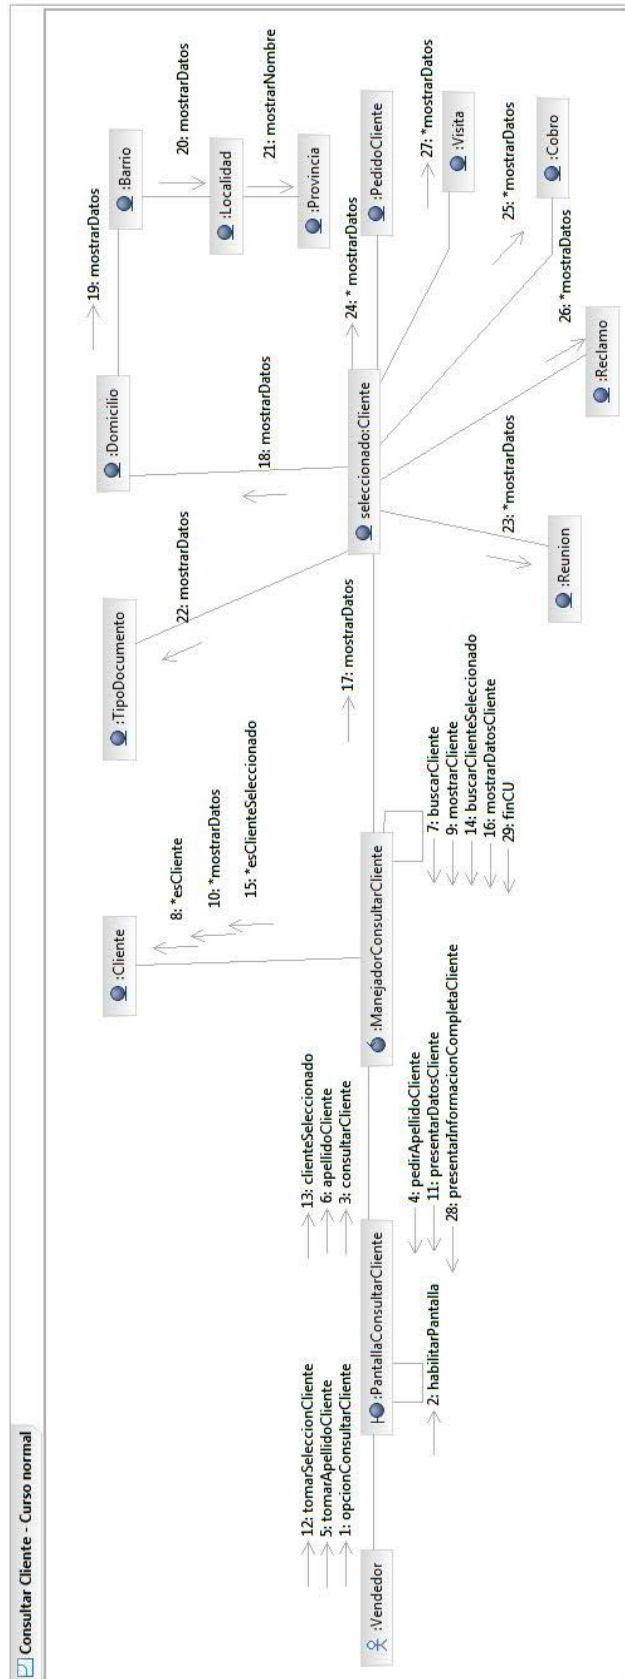 Consultar Cliente - Curso normal
:Vendedor
12: tomarSeleccionCliente
5: tomarApellidoCliente
1: opcionConsultarCliente
:PantallaConsultarCliente
2: habilitarPantalla
13: clienteSeleccionado
6: apellidoCliente
3: consultarCliente
4: pedirApellidoCliente
11: presentarDatosCliente
28: presentarInformacionCompletaCliente
:Cliente
8: *esCliente
10: *mostrarDatos
15: *esClienteSeleccionado
:ManejadorConsultarCliente
7: buscarCliente
9: mostrarCliente
14: buscarClienteSeleccionado
16: mostrarDatosCliente
29: finCU
17: mostrarDatos
:TipoDocumento
22: mostrarDatos
:Domicilio
18: mostrarDatos
seleccionado:Cliente
23: *mostrarDatos
:Reunion
19: mostrarDatos
:Barrio
20: mostrarDatos
:Localidad
21: mostrarNombre
:Provincia
24: * mostrarDatos
:PedidoCliente
27: *mostrarDatos
:Visita
25: *mostrarDatos
:Cobro
26: *mostraDatos
:Reclamo